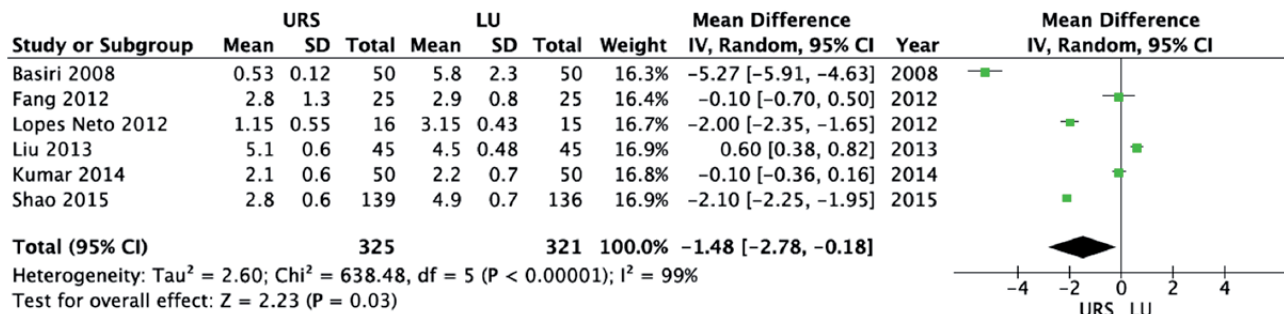 URS LU Mean Difference Mean Difference
Study or Subgroup Mean SD Total Mean SD Total Weight IV, Random, 95% CI Year IV, Random, 95% CI
Basiri 2008 0.53 0.12 50 5.8 2.3 50 16.3% −5.27 [−5.91, −4.63] 2008
Fang 2012 2.8 1.3 25 2.9 0.8 25 16.4% −0.10 [−0.70, 0.50] 2012
Lopes Neto 2012 1.15 0.55 16 3.15 0.43 15 16.7% −2.00 [−2.35, −1.65] 2012
Liu 2013 5.1 0.6 45 4.5 0.48 45 16.9% 0.60 [0.38, 0.82] 2013
Kumar 2014 2.1 0.6 50 2.2 0.7 50 16.8% −0.10 [−0.36, 0.16] 2014
Shao 2015 2.8 0.6 139 4.9 0.7 136 16.9% −2.10 [−2.25, −1.95] 2015
Total (95% CI) 325 321 100.0% −1.48 [−2.78, −0.18]
Heterogeneity: Tau² = 2.60; Chi² = 638.48, df = 5 (P < 0.00001); I² = 99%
Test for overall effect: Z = 2.23 (P = 0.03)
−4 −2 0 2 4
URS LU